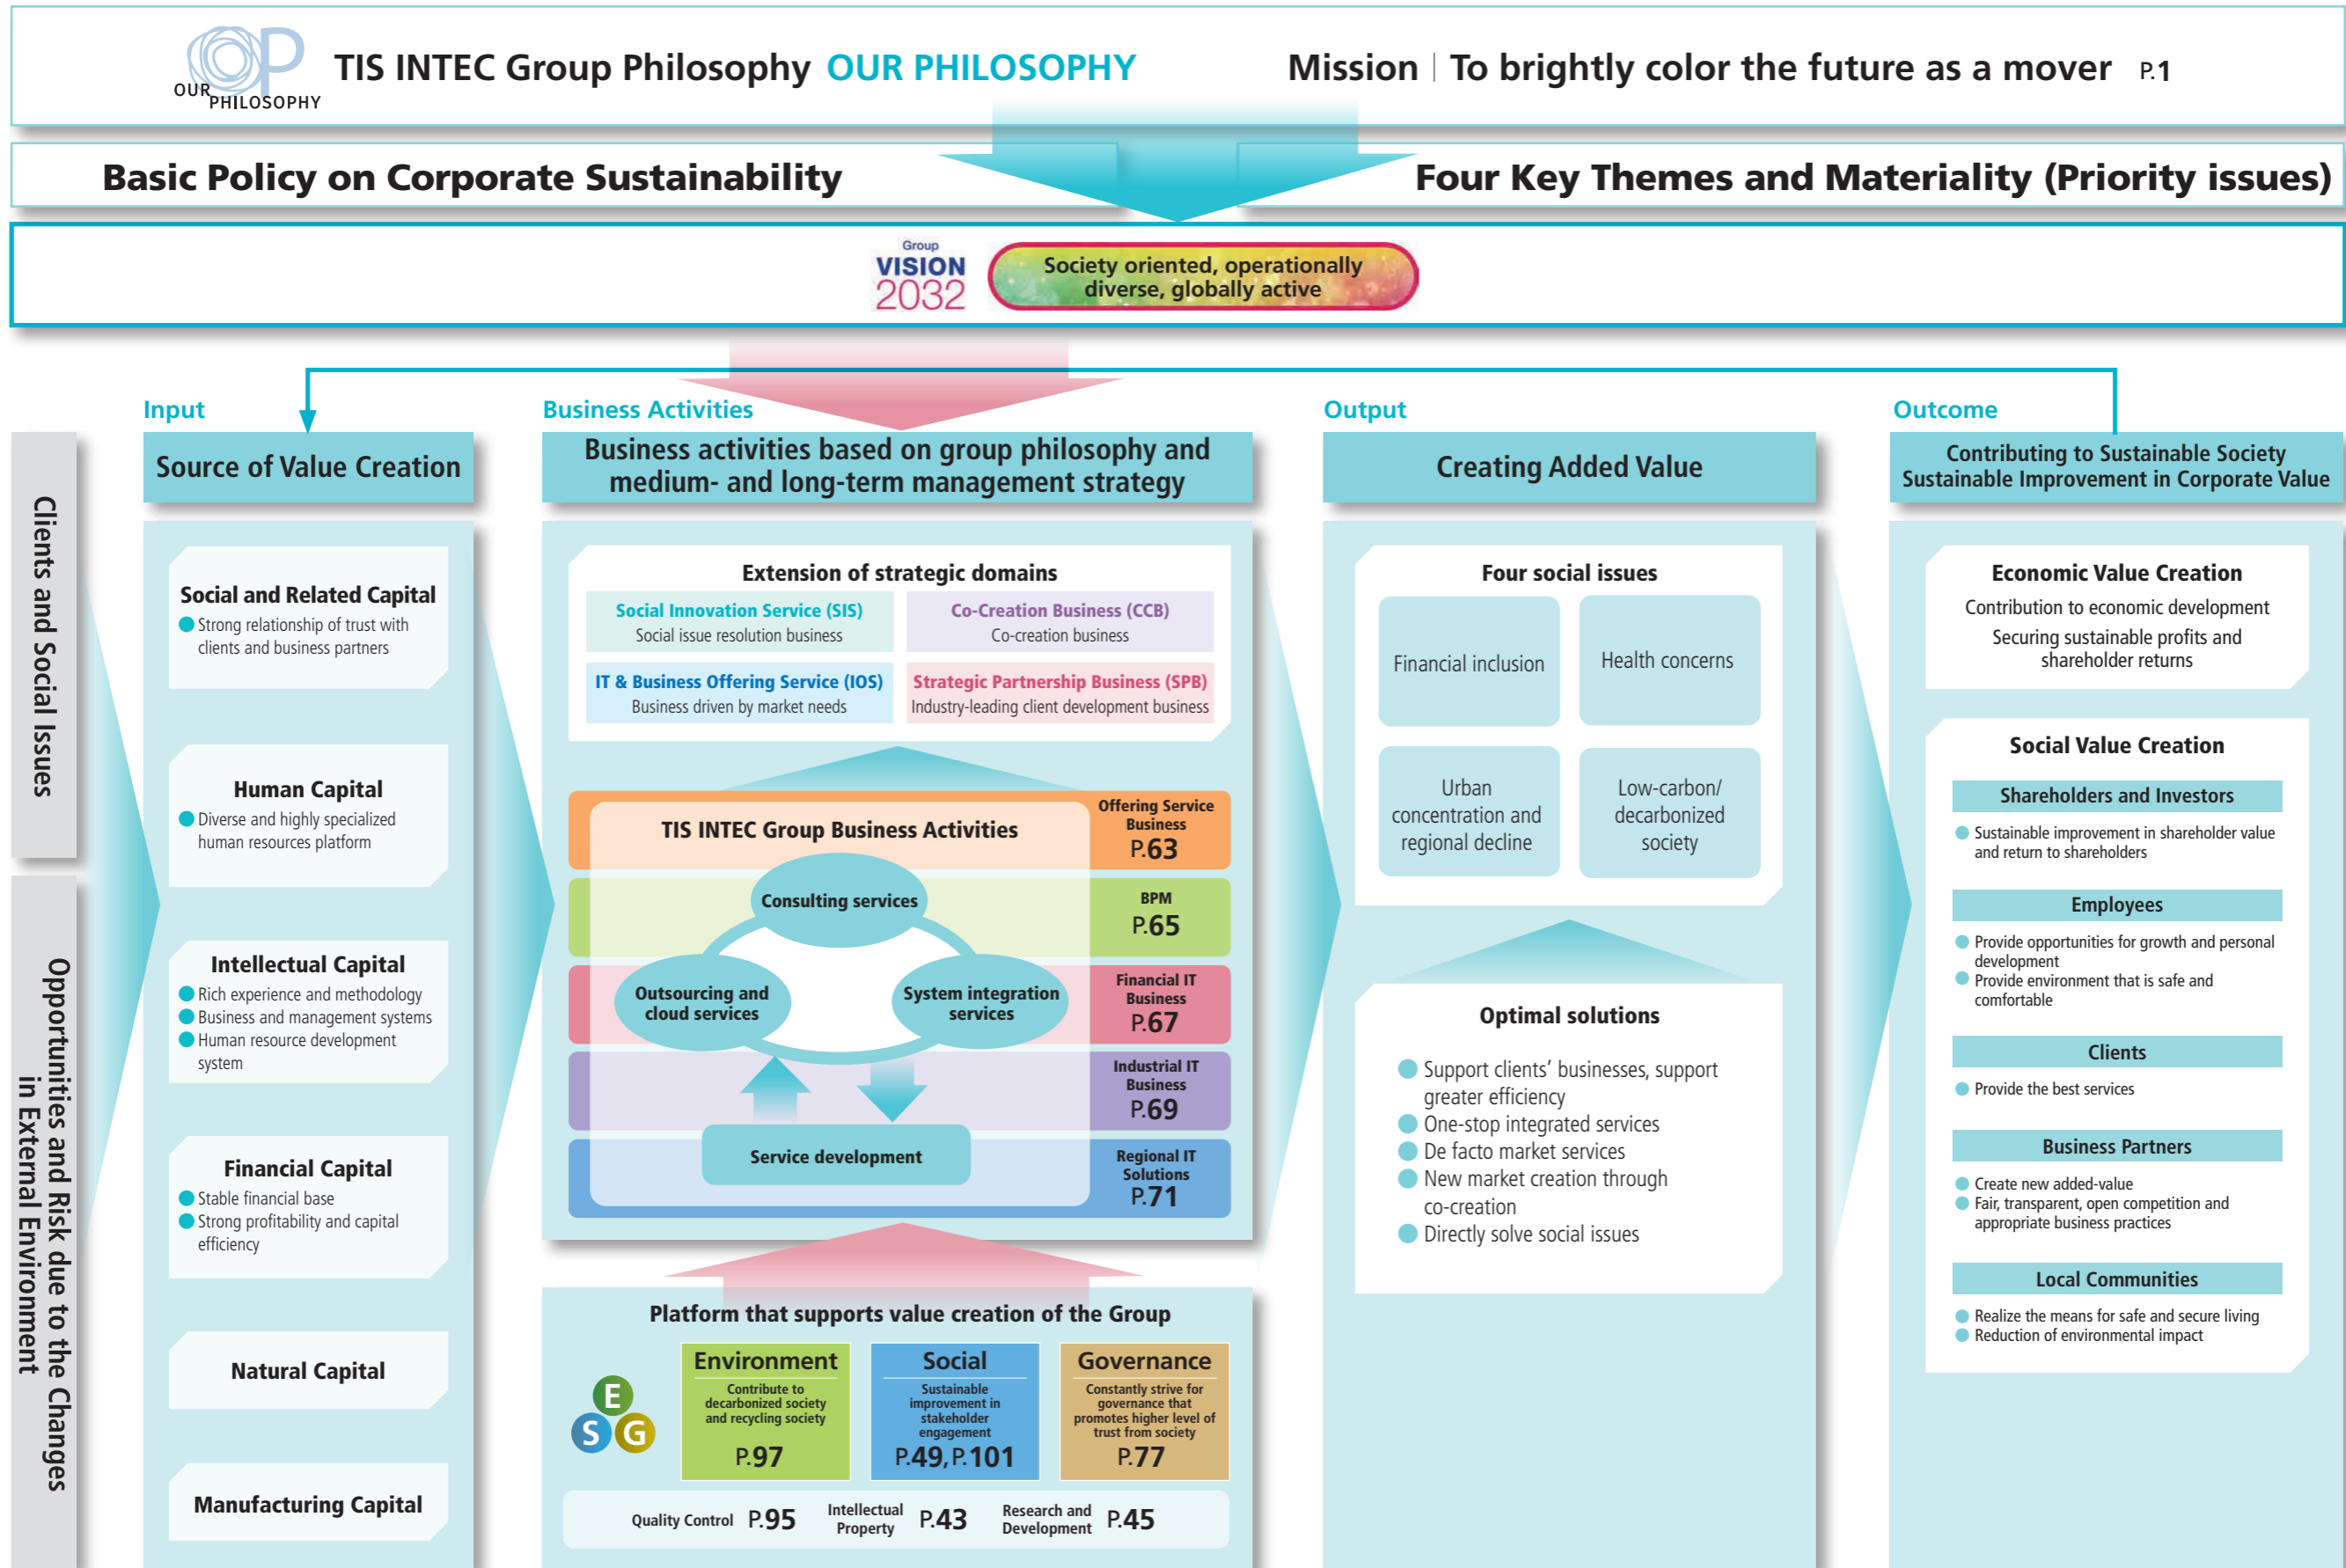 OUR
PHILOSOPHY
OP
TIS INTEC Group Philosophy OUR PHILOSOPHY
Mission | To brightly color the future as a mover P.1
Basic Policy on Corporate Sustainability
Four Key Themes and Materiality (Priority issues)
Group
VISION
2032
Society oriented, operationally
diverse, globally active
Clients and Social Issues
Opportunities and Risk due to the Changes
in External Environment
Input
Source of Value Creation
Social and Related Capital
● Strong relationship of trust with
clients and business partners
Human Capital
● Diverse and highly specialized
human resources platform
Intellectual Capital
● Rich experience and methodology
● Business and management systems
● Human resource development
system
Financial Capital
● Stable financial base
● Strong profitability and capital
efficiency
Natural Capital
Manufacturing Capital
Business Activities
Business activities based on group philosophy and
medium- and long-term management strategy
Extension of strategic domains
Social Innovation Service (SIS)
Social issue resolution business
Co-Creation Business (CCB)
Co-creation business
IT & Business Offering Service (IOS)
Business driven by market needs
Strategic Partnership Business (SPB)
Industry-leading client development business
TIS INTEC Group Business Activities
Consulting services
Outsourcing and
cloud services
System integration
services
Service development
Offering Service
Business
P.63
BPM
P.65
Financial IT
Business
P.67
Industrial IT
Business
P.69
Regional IT
Solutions
P.71
Platform that supports value creation of the Group
E
S G
Environment
Contribute to
decarbonized society
and recycling society
P.97
Social
Sustainable
improvement in
stakeholder
engagement
P.49, P.101
Governance
Constantly strive for
governance that
promotes higher level of
trust from society
P.77
Quality Control P.95
Intellectual
Property P.43
Research and
Development P.45
Output
Creating Added Value
Four social issues
Financial inclusion
Health concerns
Urban
concentration and
regional decline
Low-carbon/
decarbonized
society
Optimal solutions
● Support clients’ businesses, support
greater efficiency
● One-stop integrated services
● De facto market services
● New market creation through
co-creation
● Directly solve social issues
Outcome
Contributing to Sustainable Society
Sustainable Improvement in Corporate Value
Economic Value Creation
Contribution to economic development
Securing sustainable profits and
shareholder returns
Social Value Creation
Shareholders and Investors
● Sustainable improvement in shareholder value
and return to shareholders
Employees
● Provide opportunities for growth and personal
development
● Provide environment that is safe and
comfortable
Clients
● Provide the best services
Business Partners
● Create new added-value
● Fair, transparent, open competition and
appropriate business practices
Local Communities
● Realize the means for safe and secure living
● Reduction of environmental impact